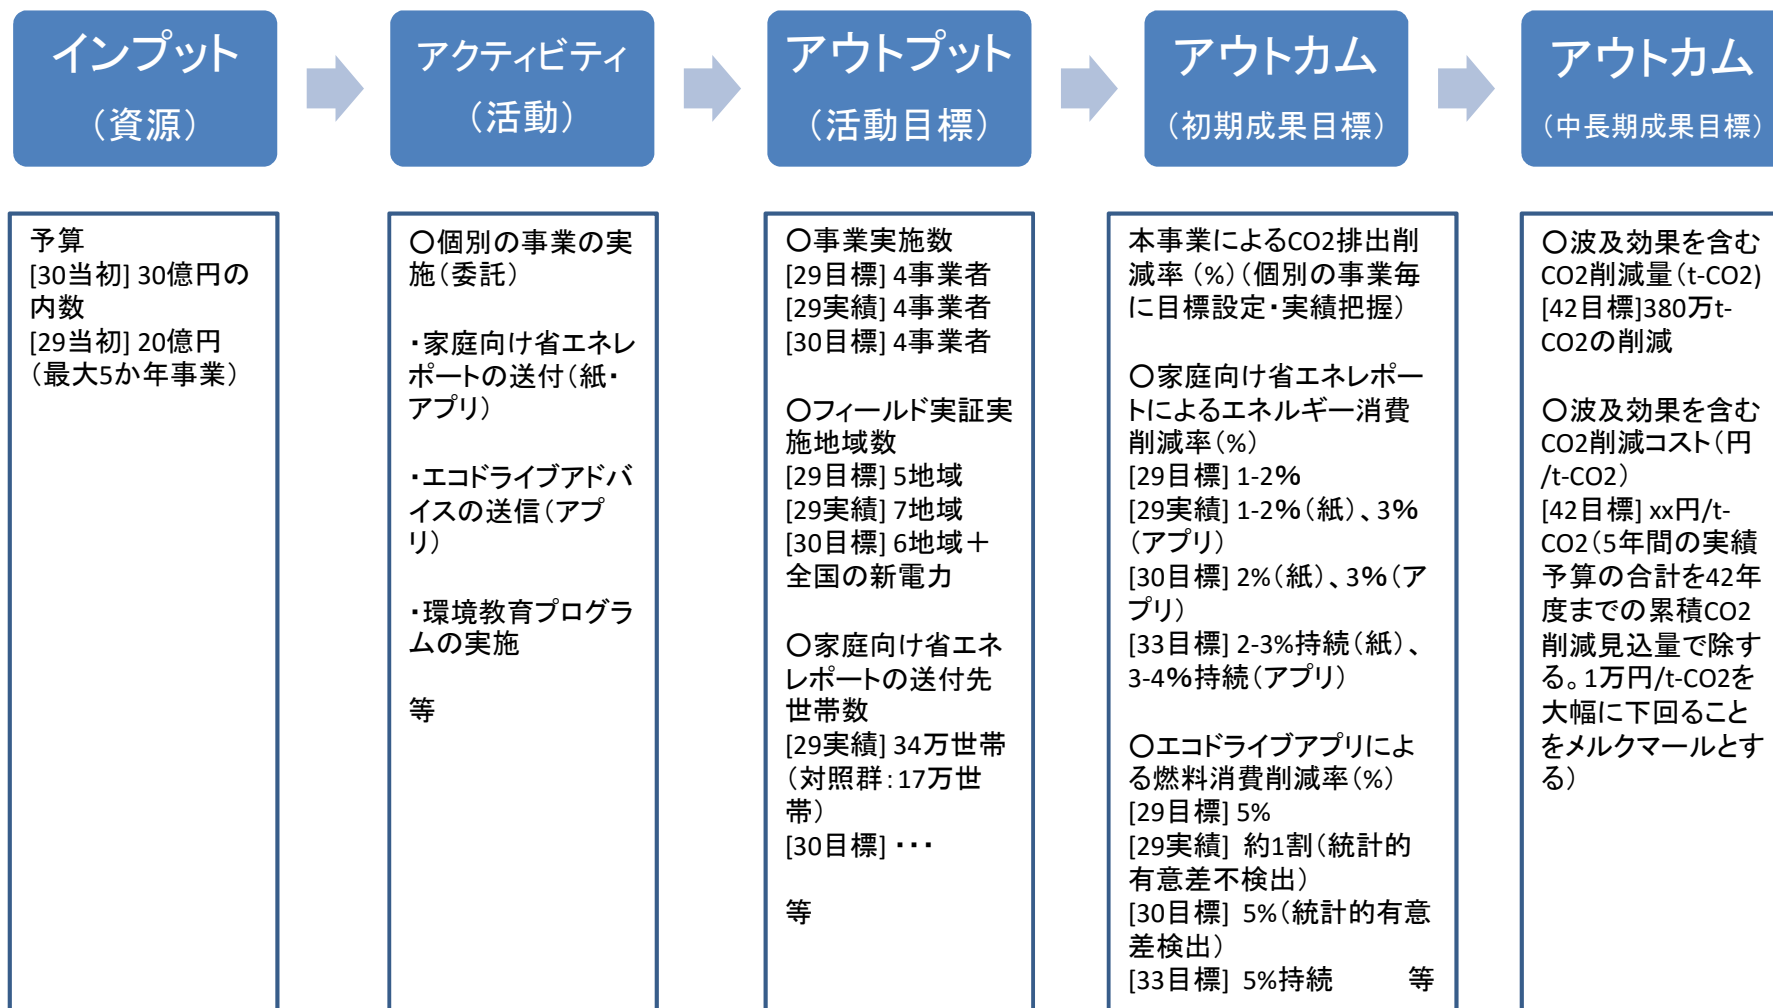 インプット
（資源）
アクティビティ
（活動）
アウトプット
（活動目標）
アウトカム
（初期成果目標）
アウトカム
（中長期成果目標）
予算
[30当初] 30億円の
内数
[29当初] 20億円
（最大5か年事業）
〇個別の事業の実
施（委託）
・家庭向け省エネレ
ポートの送付（紙・
アプリ）
・エコドライブアドバ
イスの送信（アプ
リ）
・環境教育プログラ
ムの実施
等
〇事業実施数
[29目標] 4事業者
[29実績] 4事業者
[30目標] 4事業者
〇フィールド実証実
施地域数
[29目標] 5地域
[29実績] 7地域
[30目標] 6地域＋
全国の新電力
〇家庭向け省エネ
レポートの送付先
世帯数
[29実績] 34万世帯
（対照群：17万世
帯）
[30目標] ・・・
等
本事業によるCO2排出削
減率 （%）（個別の事業毎
に目標設定・実績把握）
〇家庭向け省エネレポー
トによるエネルギー消費
削減率（%）
[29目標] 1-2%
[29実績] 1-2%（紙）、3%
（アプリ）
[30目標] 2%（紙）、3%（ア
プリ）
[33目標] 2-3%持続（紙）、
3-4%持続（アプリ）
〇エコドライブアプリによ
る燃料消費削減率（%）
[29目標] 5%
[29実績] 約1割（統計的
有意差不検出）
[30目標] 5%（統計的有意
差検出）
[33目標] 5%持続 等
〇波及効果を含む
CO2削減量（t-CO2)
[42目標]380万t-
CO2の削減
〇波及効果を含む
CO2削減コスト（円
/t-CO2）
[42目標] xx円/t-
CO2（5年間の実績
予算の合計を42年
度までの累積CO2
削減見込量で除す
る。1万円/t-CO2を
大幅に下回ること
をメルクマールとす
る）